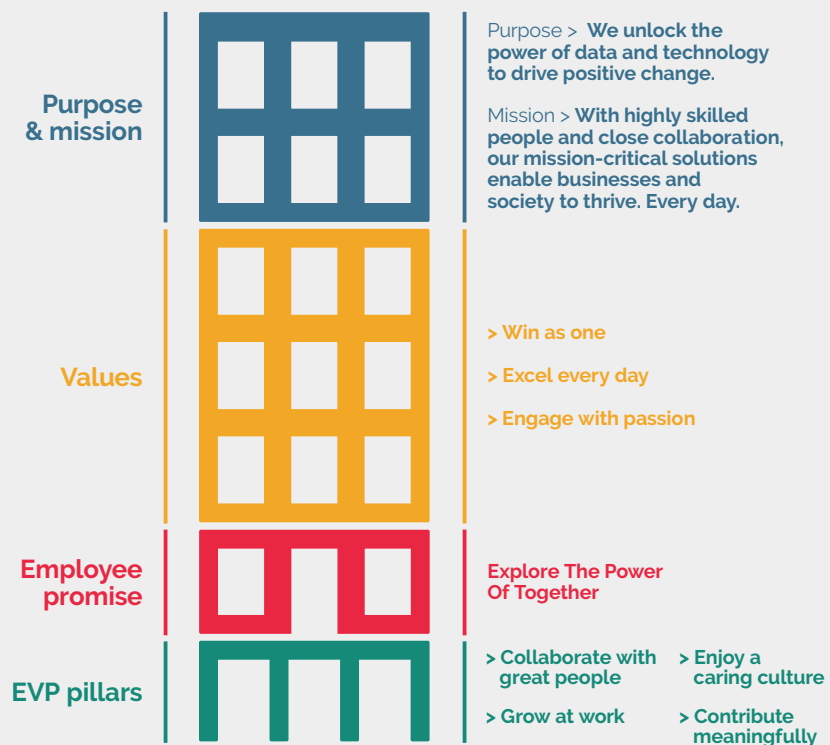 Purpose
& mission
Purpose > We unlock the
power of data and technology
to drive positive change.
Mission > With highly skilled
people and close collaboration,
our mission-critical solutions
enable businesses and
society to thrive. Every day.
Values
> Win as one
> Excel every day
> Engage with passion
Employee
promise
Explore The Power
Of Together
EVP pillars
> Collaborate with
great people
> Enjoy a
caring culture
> Grow at work
> Contribute
meaningfully